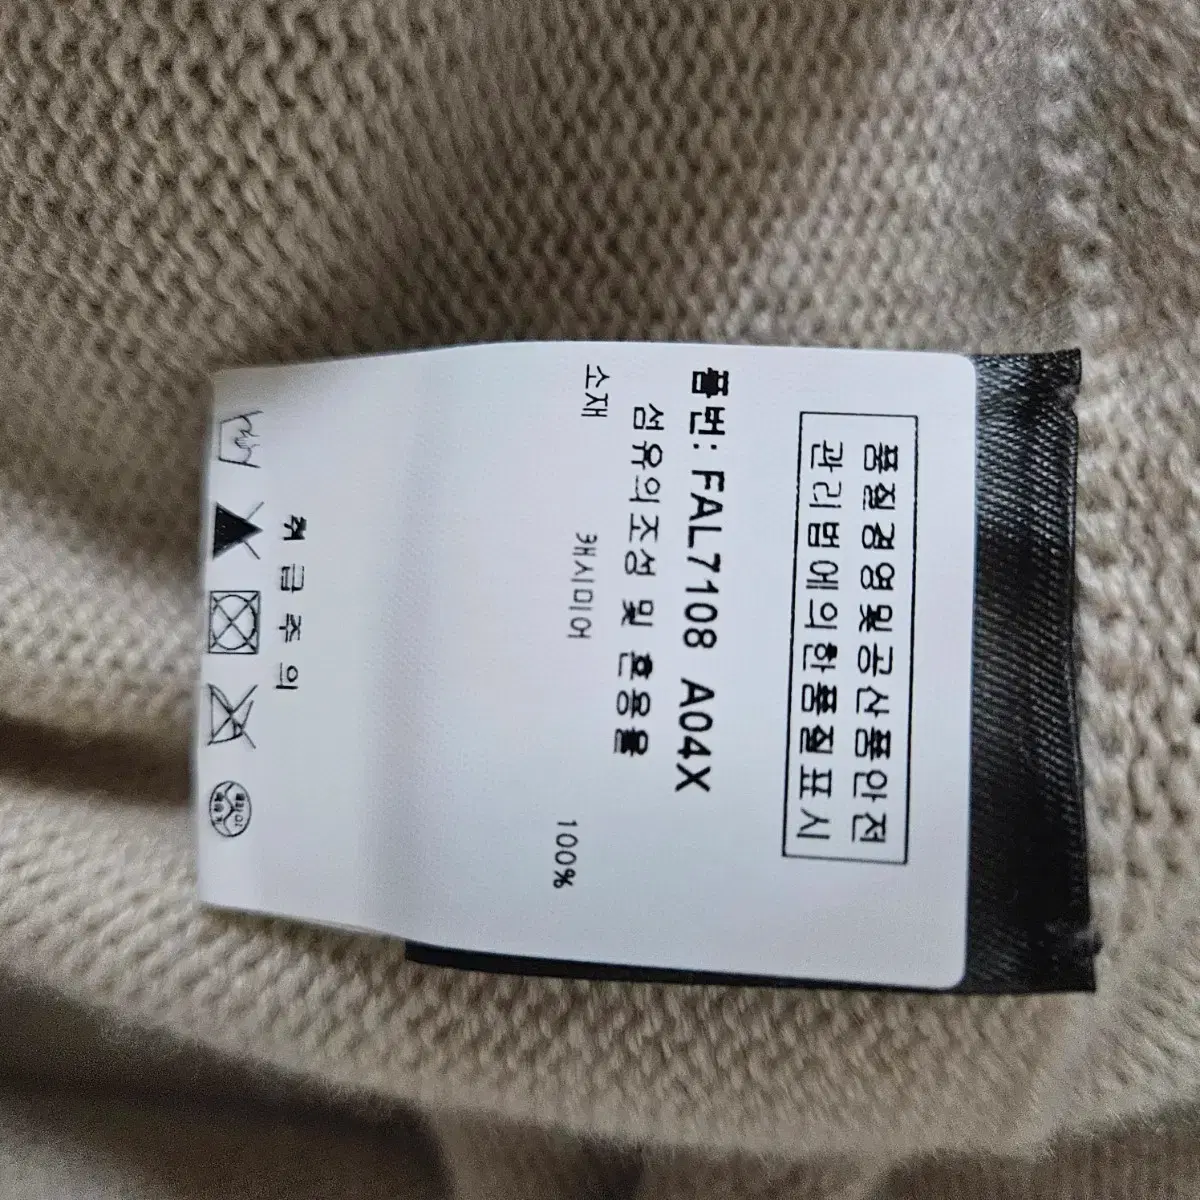 품질경영및공산품안전
관리법에의한품질표시
품번: FAL7108 A04X
섬유의조성 및 혼용율
소재
캐시미어 100%
취급주의